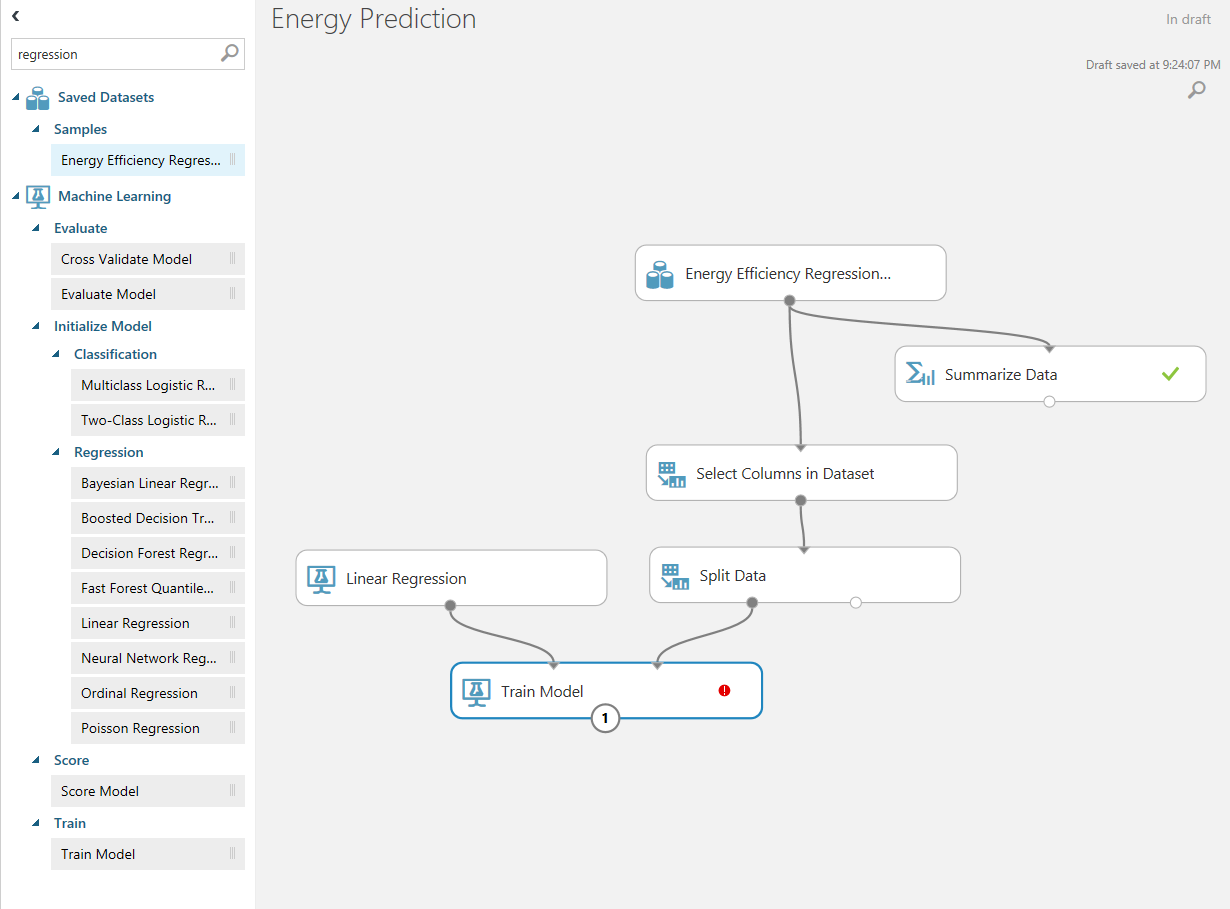 Energy Prediction
In draft
Draft saved at 9:24:07 PM
regression
Saved Datasets
Samples
Energy Efficiency Regres...
Machine Learning
Evaluate
Cross Validate Model
Evaluate Model
Initialize Model
Classification
Multiclass Logistic R...
Two-Class Logistic R...
Regression
Bayesian Linear Regr...
Boosted Decision Tr...
Decision Forest Regr...
Fast Forest Quantile...
Linear Regression
Neural Network Reg...
Ordinal Regression
Poisson Regression
Score
Score Model
Train
Train Model
Energy Efficiency Regression...
Summarize Data
Select Columns in Dataset
Linear Regression
Split Data
Train Model
1